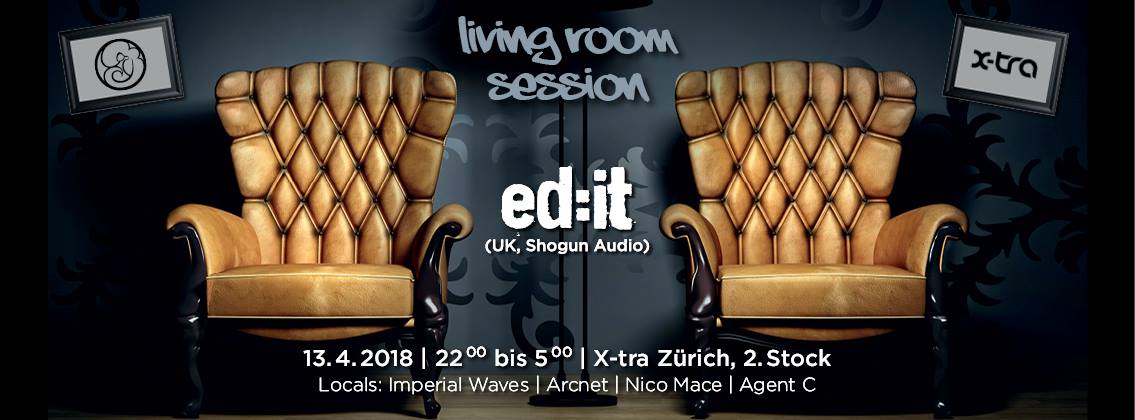 living room
session
x-tra
ed:it
(UK, Shogun Audio)
13.4.2018 | 22⁰⁰ bis 5⁰⁰ | X-tra Zürich, 2. Stock
Locals: Imperial Waves | Arcnet | Nico Mace | Agent C